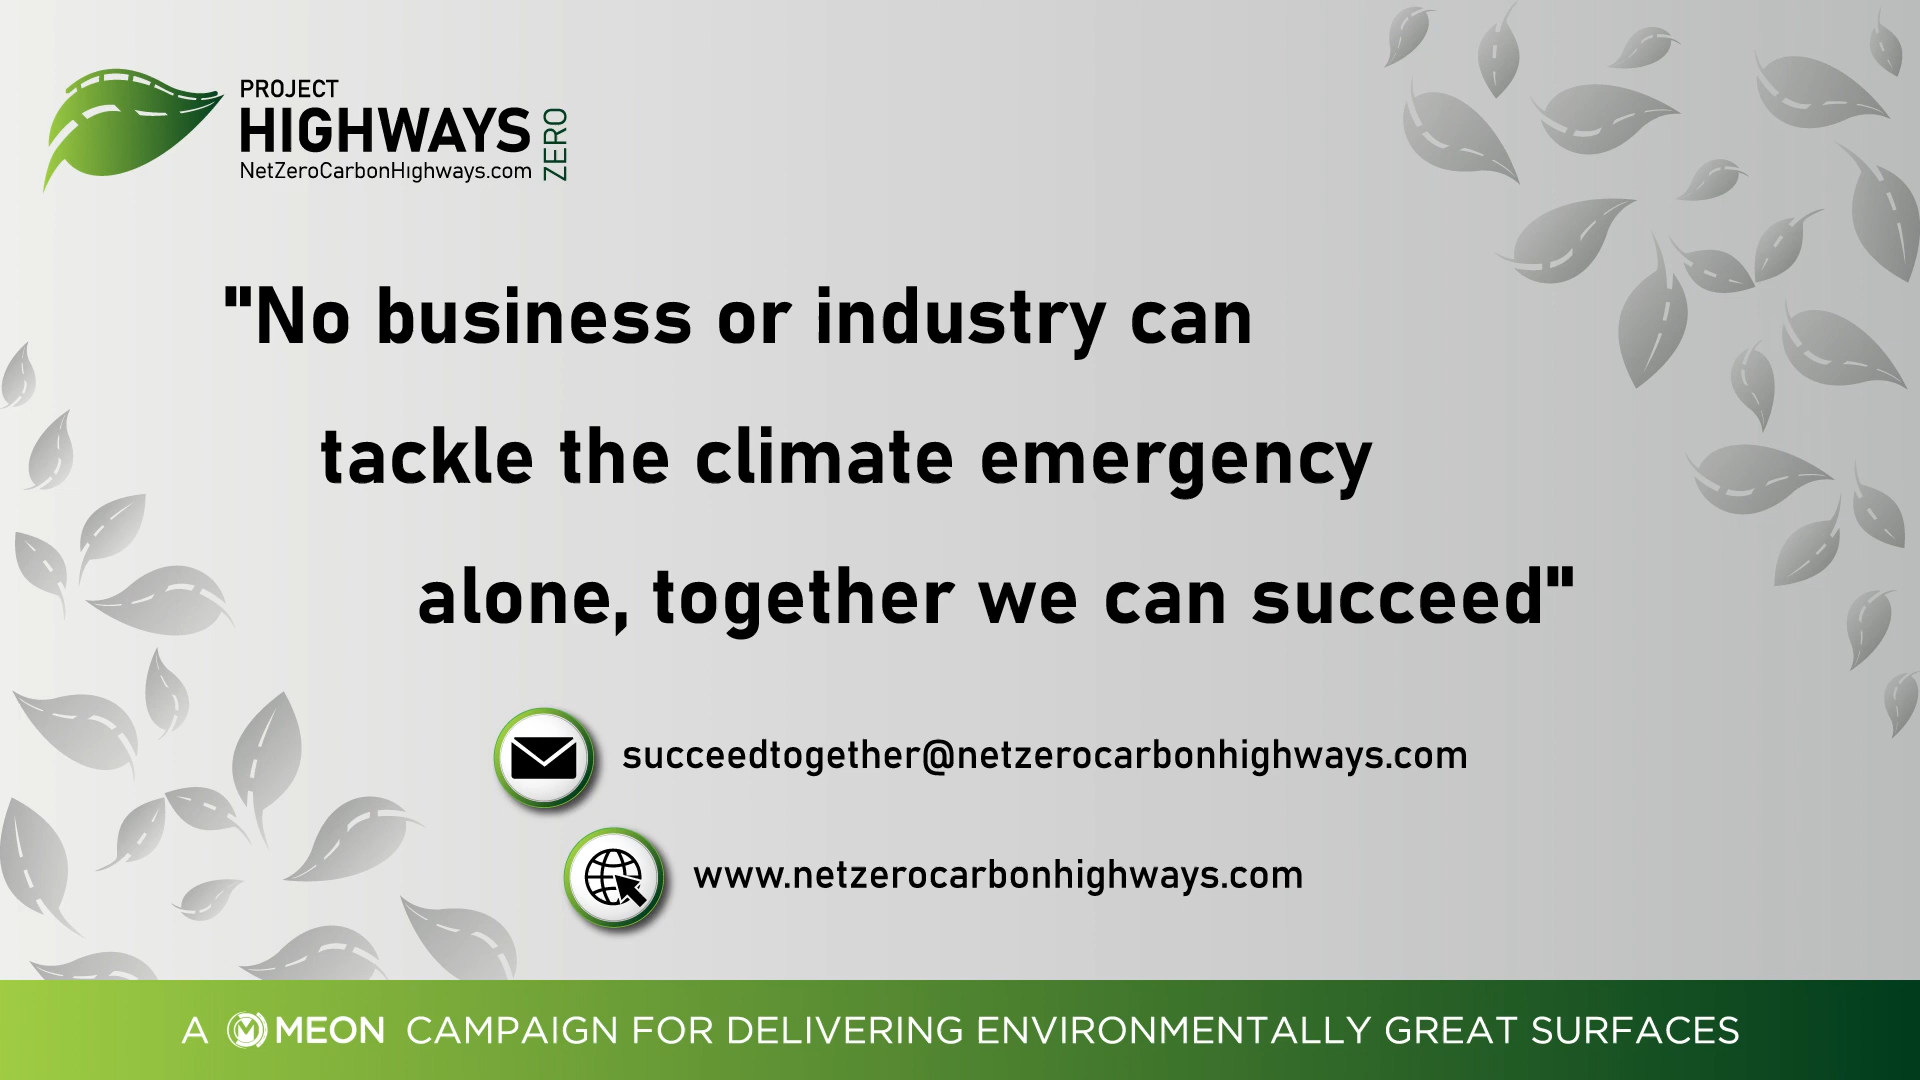 PROJECT
HIGHWAYS
ZERO
NetZeroCarbonHighways.com
"No business or industry can
tackle the climate emergency
alone, together we can succeed"
succeedtogether@netzerocarbonhighways.com
www.netzerocarbonhighways.com
A MEON CAMPAIGN FOR DELIVERING ENVIRONMENTALLY GREAT SURFACES